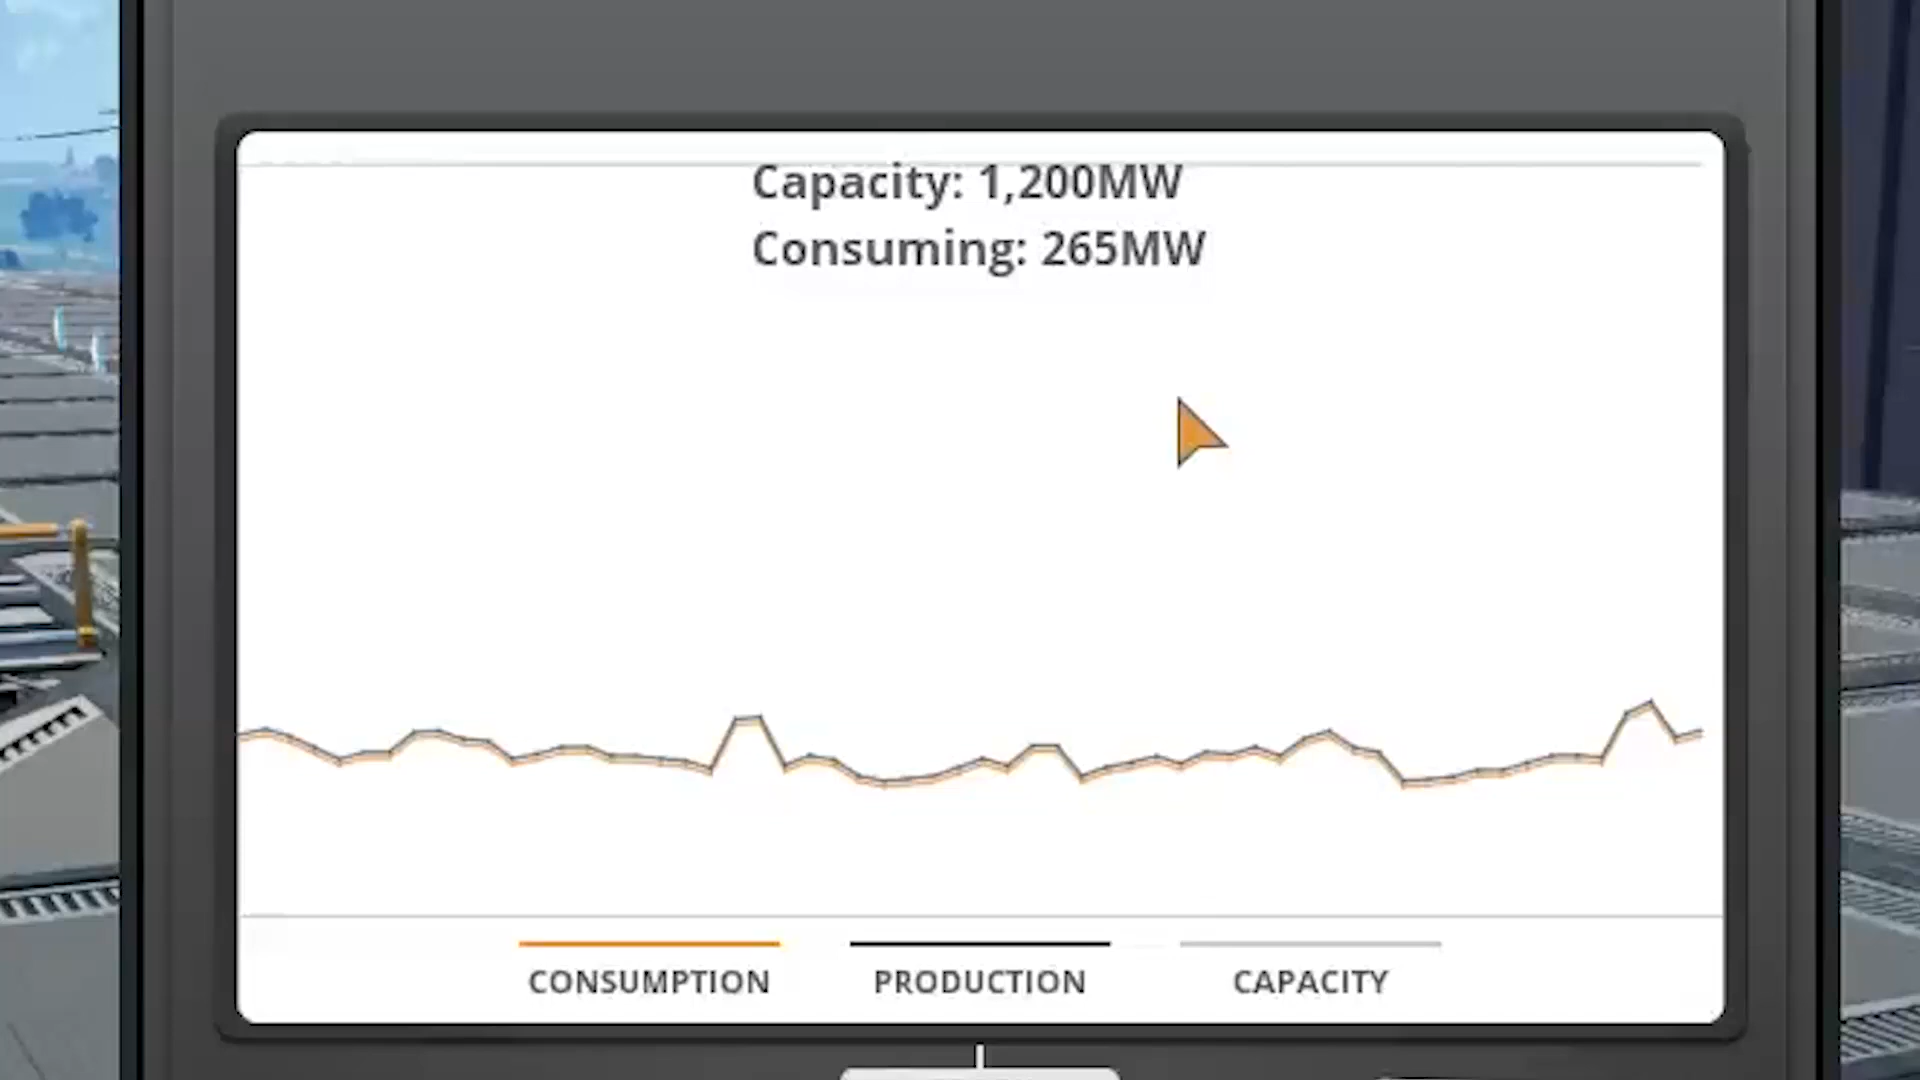 Capacity: 1,200MW
Consuming: 265MW
CONSUMPTION
PRODUCTION
CAPACITY